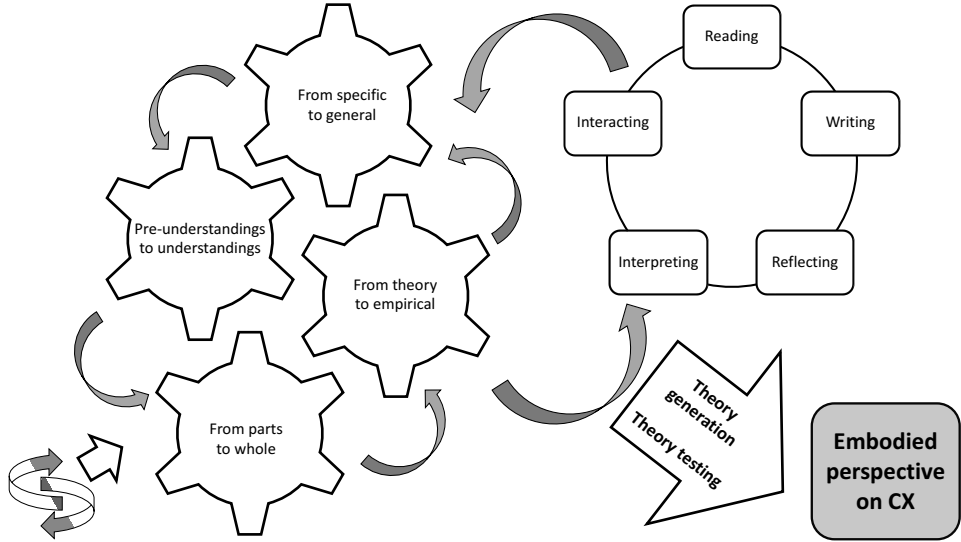 From specific
to general
Pre-understandings
to understandings
From theory
to empirical
From parts
to whole
Reading
Interacting
Writing
Interpreting
Reflecting
Theory
generation
Theory testing
Embodied
perspective
on CX